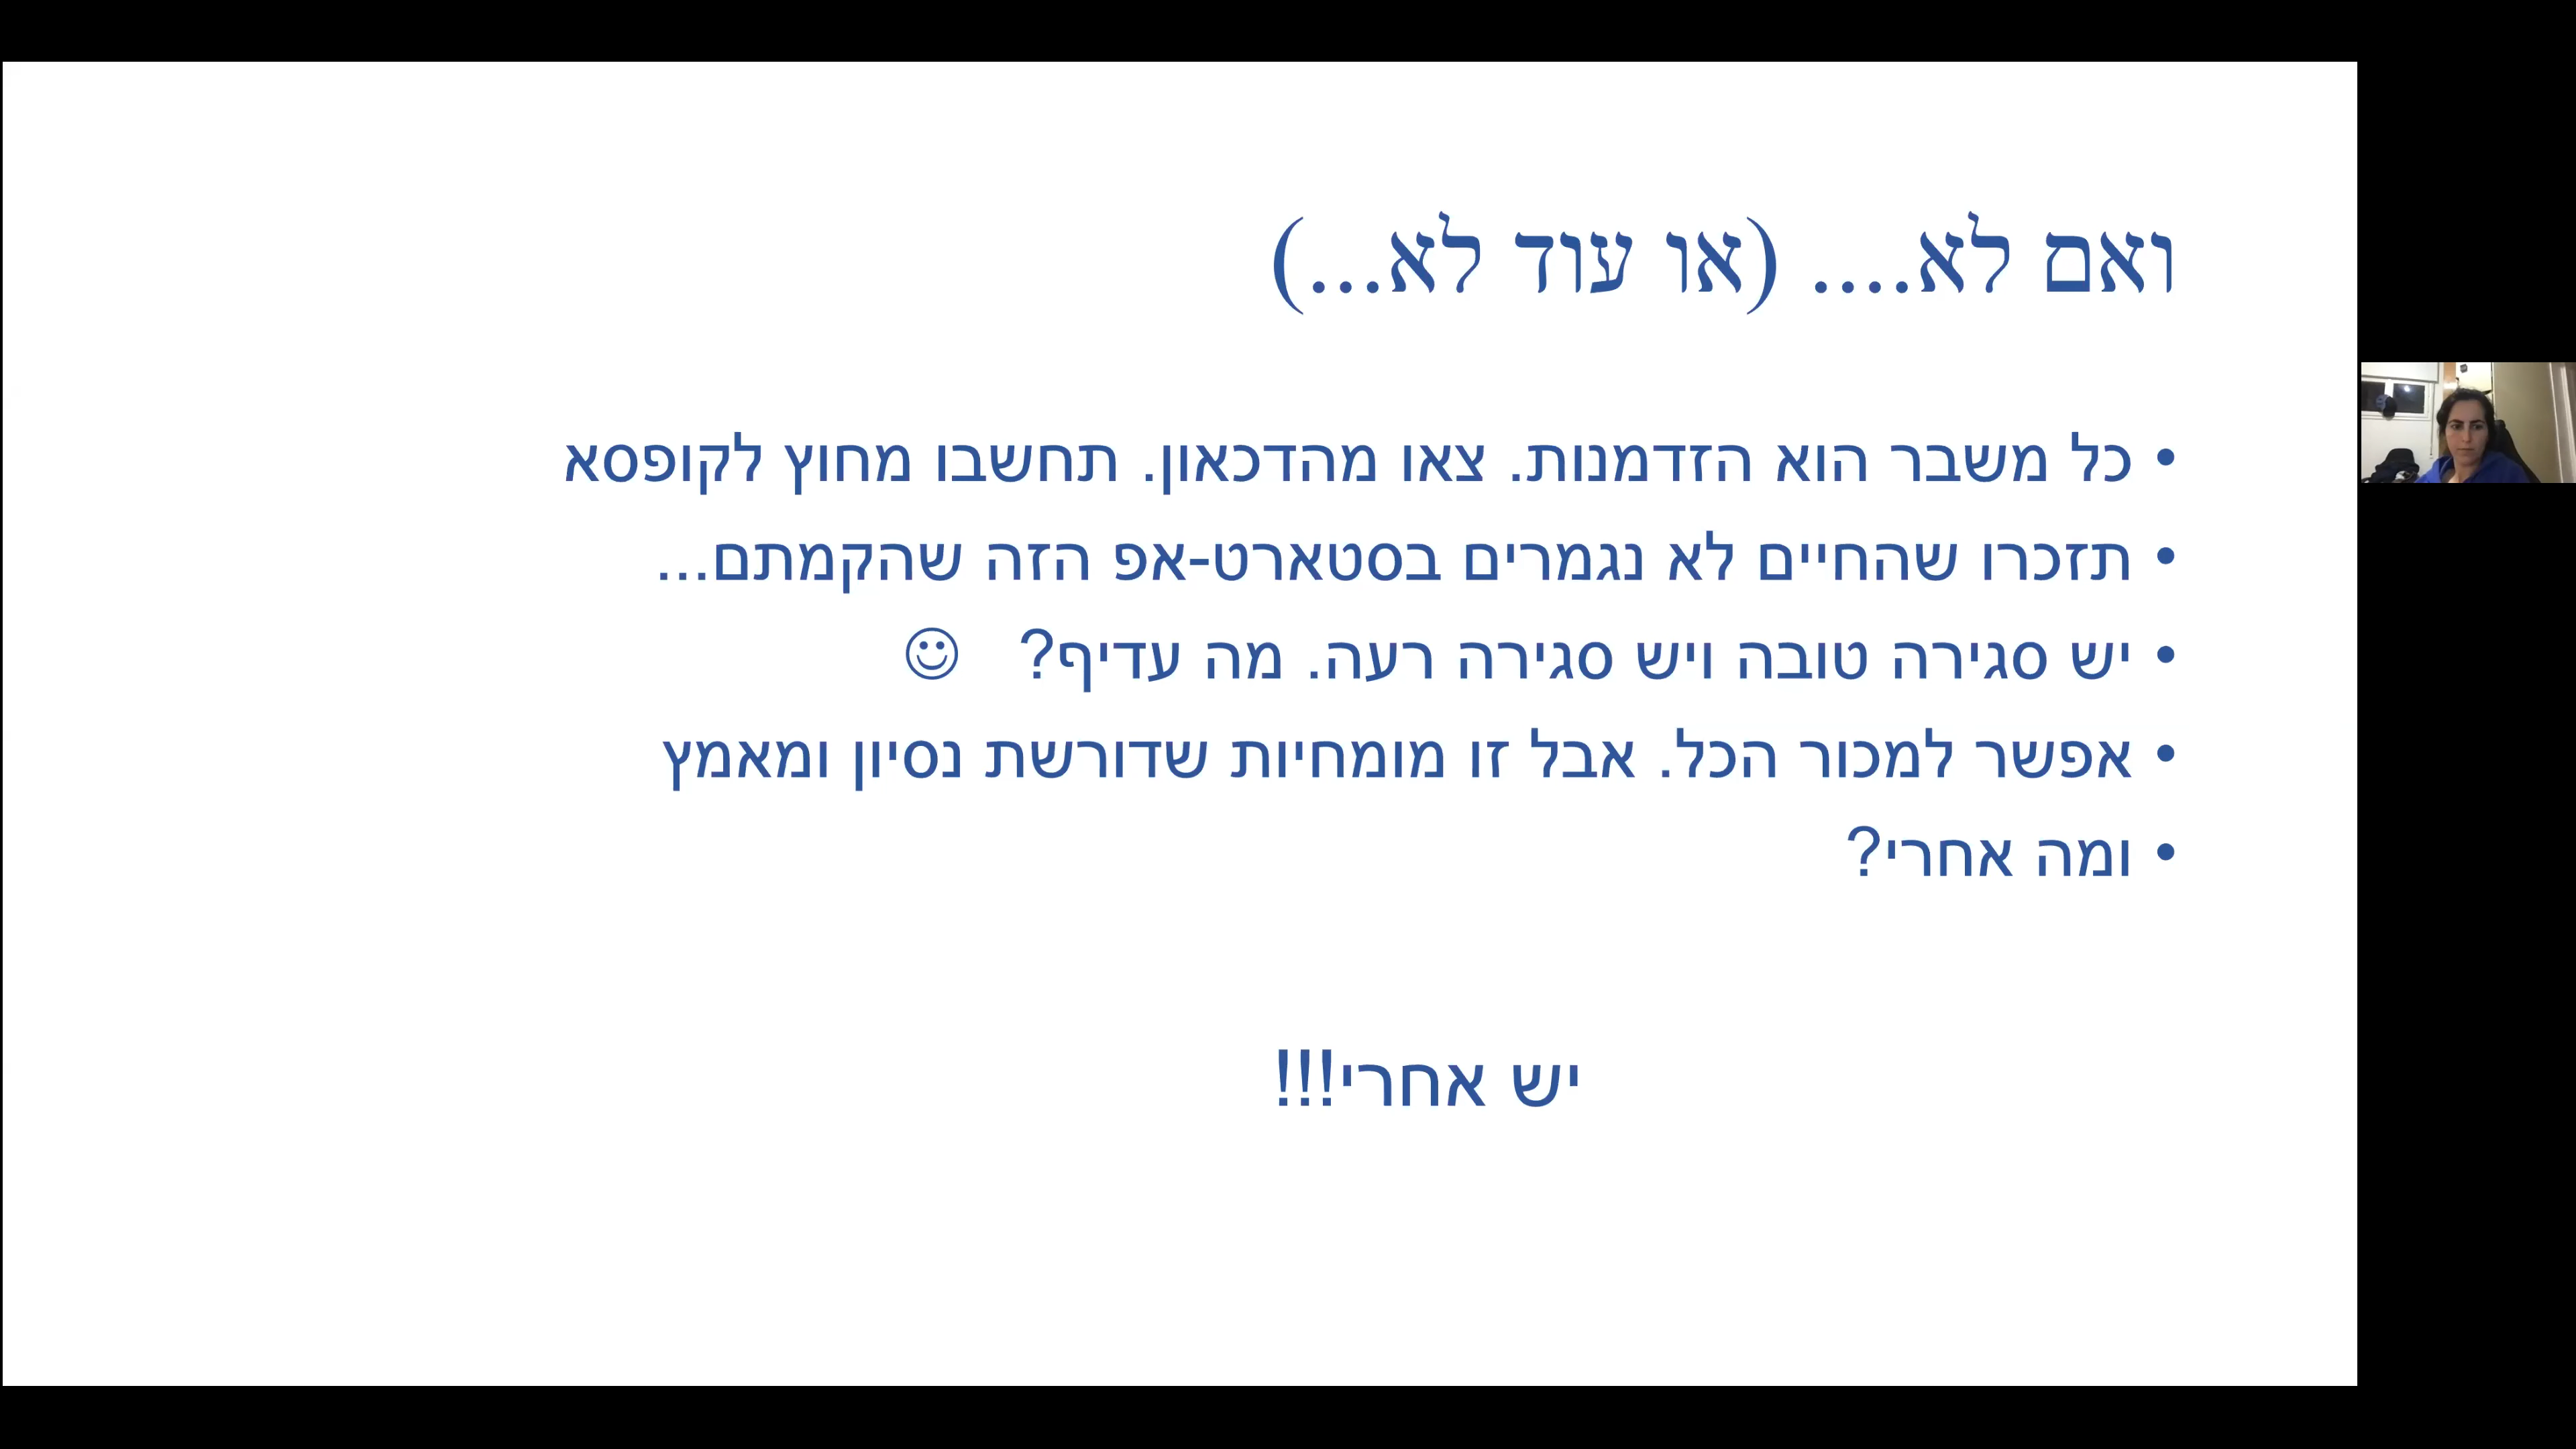 ואם לא.... (או עוד לא...)
• כל משבר הוא הזדמנות. צאו מהדכאון. תחשבו מחוץ לקופסא
• תזכרו שהחיים לא נגמרים בסטארט-אפ הזה שהקמתם...
• יש סגירה טובה ויש סגירה רעה. מה עדיף? ☺
• אפשר למכור הכל. אבל זו מומחיות שדורשת נסיון ומאמץ
• ומה אחרי?
יש אחרי!!!